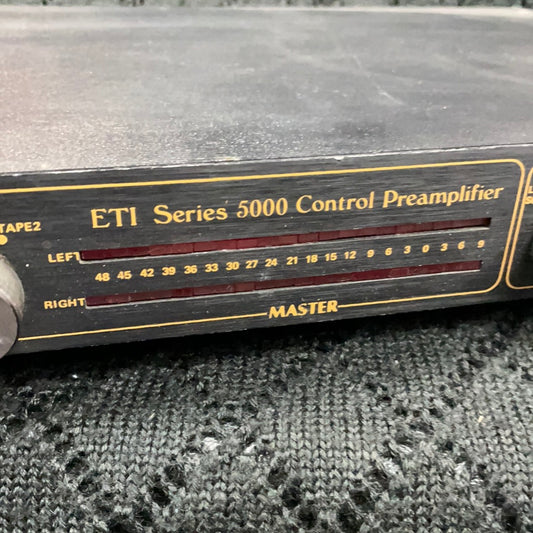 TAPE2
ETI Series 5000 Control Preamplifier
LEFT
48 45 42 39 36 33 30 27 24 21 18 15 12 9 6 3 0 3 6 9
RIGHT
MASTER